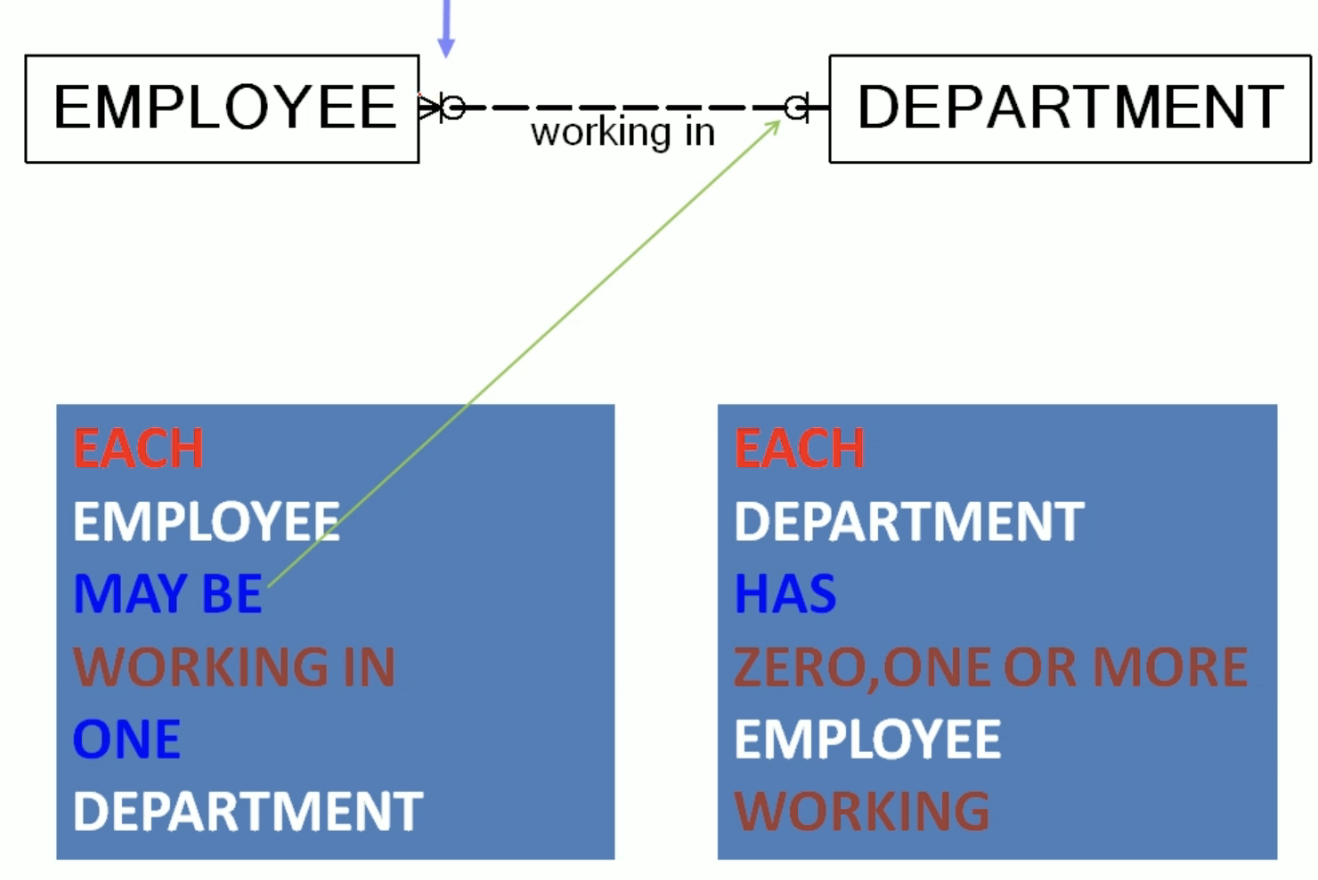 EMPLOYEE
DEPARTMENT
working in
EACH
EMPLOYEE
MAY BE
WORKING IN
ONE
DEPARTMENT
EACH
DEPARTMENT
HAS
ZERO,ONE OR MORE
EMPLOYEE
WORKING